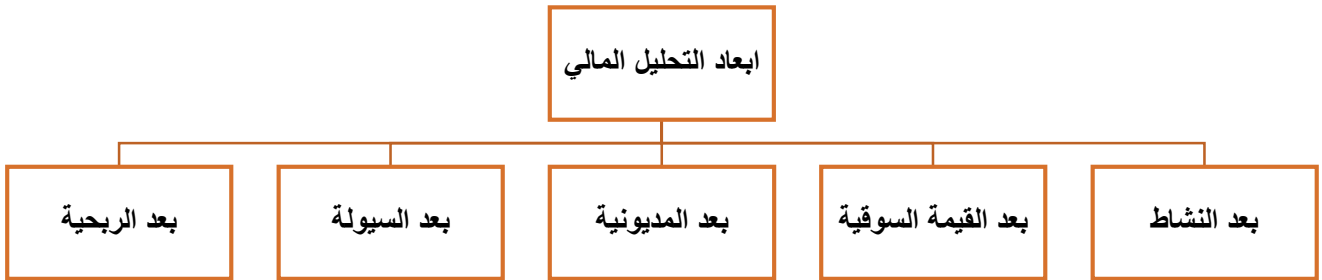 ابعاد التحليل المالي
بعد النشاط
بعد القيمة السوقية
بعد المديونية
بعد السيولة
بعد الربحية